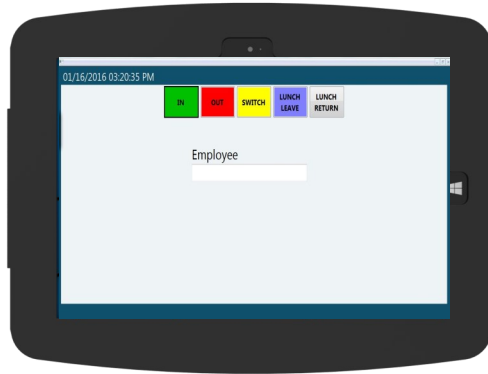 01/16/2016 03:20:35 PM
IN OUT SWITCH LUNCH LEAVE LUNCH RETURN
Employee